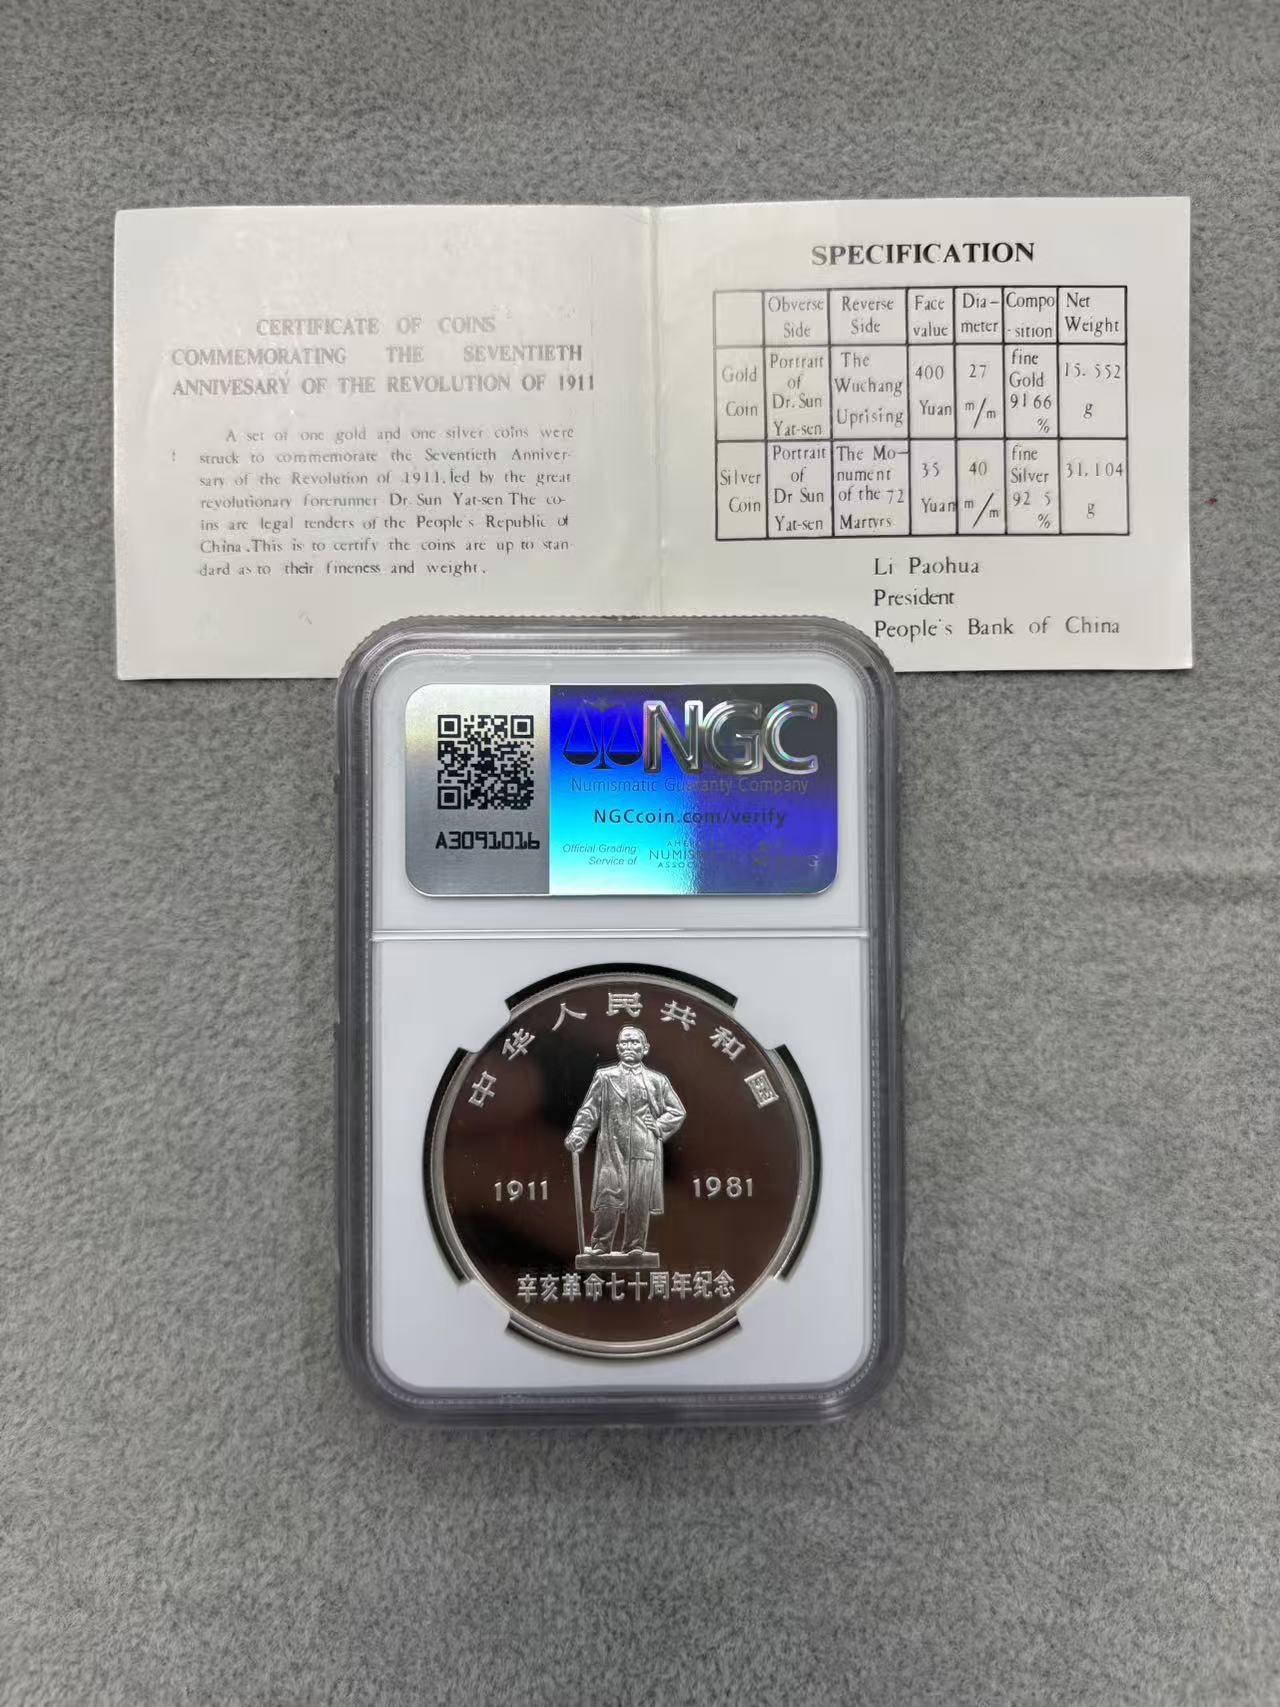 CERTIFICATE OF COINS
COMMEMORATING THE SEVENTIETH
ANNIVESARY OF THE REVOLUTION OF 1911
A set of one gold and one silver coins were
struck to commemorate the Seventieth Anniver-
sary of the Revolution of 1911, led by the great
revolutionary forerunner Dr. Sun Yat-sen The co-
ins are legal tenders of the People's Republic of
China. This is to certify the coins are up to stan-
dard as to their fineness and weight.
SPECIFICATION
Obverse Side
Reverse Side
Face value
Dia-meter
Compo-sition
Net Weight
Gold Coin
Portrait of Dr. Sun Yat-sen
The Wuchang Uprising
400 Yuan
27 m/m
fine Gold 9166 %
15.552 g
Silver Coin
Portrait of Dr Sun Yat-sen
The Mo-nument of the 72 Martyrs
35 Yuan
40 m/m
fine Silver 92 5 %
31.104 g
Li Paohua
President
People's Bank of China
NGC
Numismatic Guaranty Company
NGCcoin.com/verify
A3091016
Official Grading
Service of
中华人民共和国
1911 1981
辛亥革命七十周年纪念